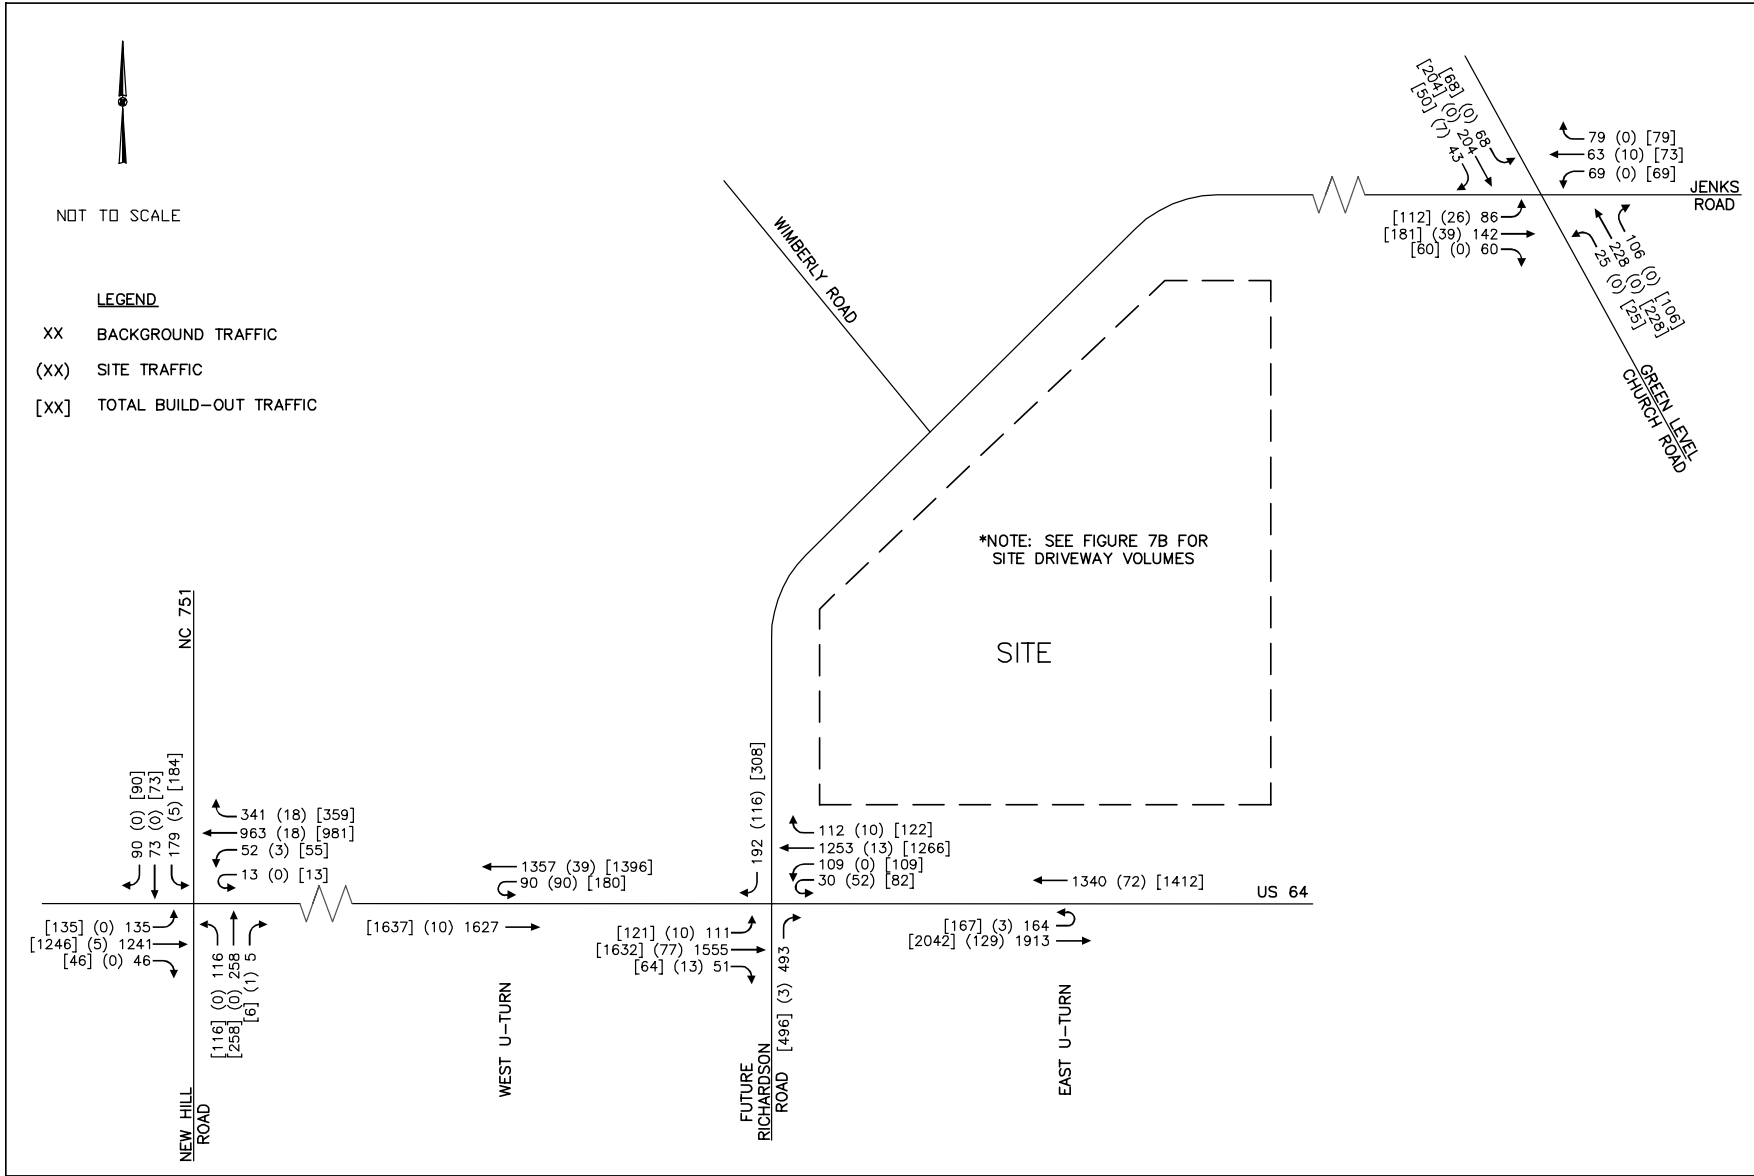 NOT TO SCALE
LEGEND
XX BACKGROUND TRAFFIC
(XX) SITE TRAFFIC
[XX] TOTAL BUILD-OUT TRAFFIC
[68] (0) 68
[204] (0) 204
[50] (7) 43
79 (0) [79]
63 (10) [73]
69 (0) [69]
JENKS
ROAD
[112] (26) 86
[181] (39) 142
[60] (0) 60
106 (0) [106]
228 (0) [228]
25 (0) [25]
GREEN LEVEL
CHURCH ROAD
WIMBERLY ROAD
*NOTE: SEE FIGURE 7B FOR
SITE DRIVEWAY VOLUMES
SITE
NC 751
90 (0) [90]
73 (0) [73]
179 (5) [184]
341 (18) [359]
963 (18) [981]
52 (3) [55]
13 (0) [13]
[135] (0) 135
[1246] (5) 1241
[46] (0) 46
[116] (0) 116
[258] (0) 258
[6] (1) 5
NEW HILL
ROAD
1357 (39) [1396]
90 (90) [180]
[1637] (10) 1627
WEST U-TURN
192 (116) [308]
112 (10) [122]
1253 (13) [1266]
109 (0) [109]
30 (52) [82]
[121] (10) 111
[1632] (77) 1555
[64] (13) 51
[496] (3) 493
FUTURE
RICHARDSON
ROAD
1340 (72) [1412]
US 64
[167] (3) 164
[2042] (129) 1913
EAST U-TURN